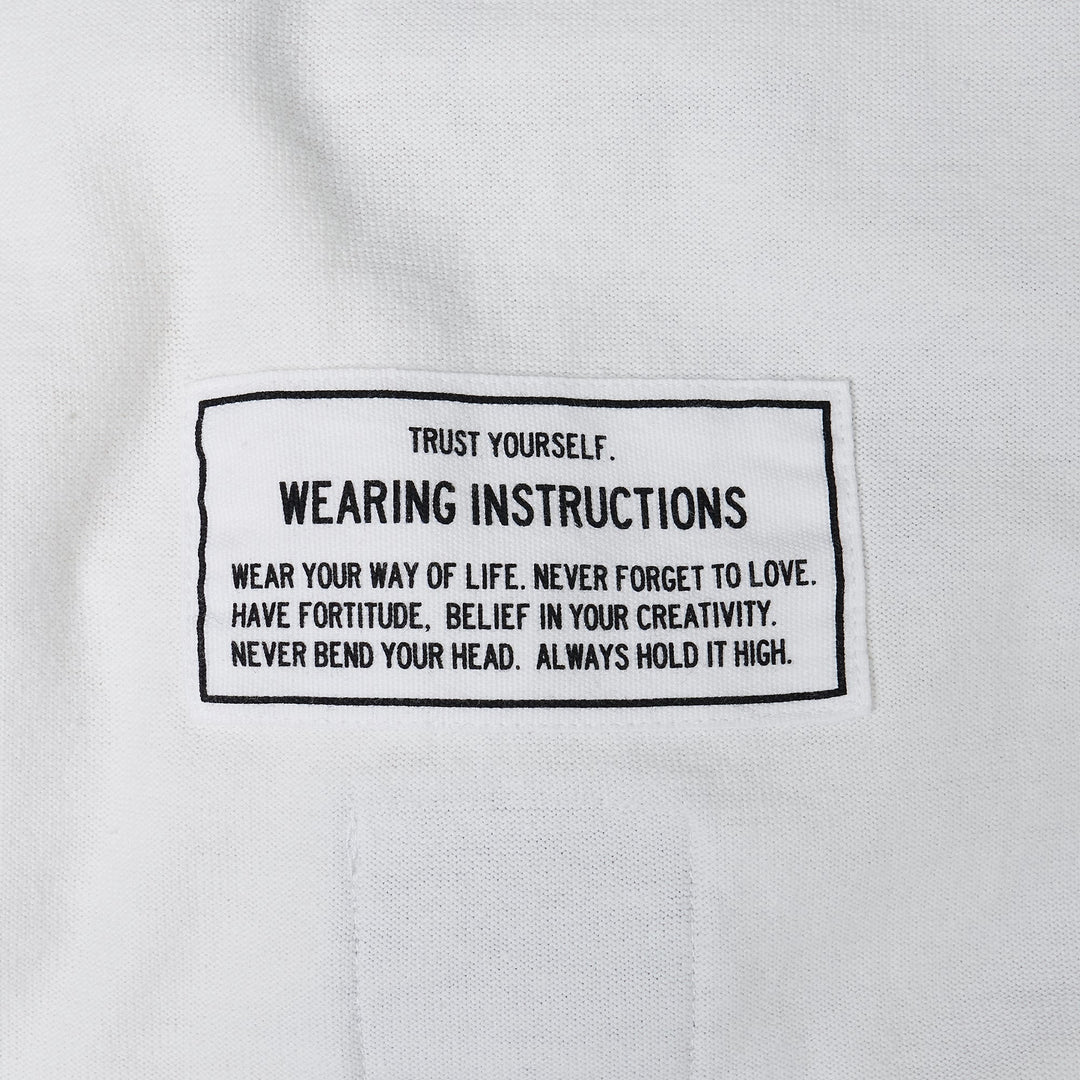 TRUST YOURSELF.
WEARING INSTRUCTIONS
WEAR YOUR WAY OF LIFE. NEVER FORGET TO LOVE.
HAVE FORTITUDE, BELIEF IN YOUR CREATIVITY.
NEVER BEND YOUR HEAD. ALWAYS HOLD IT HIGH.